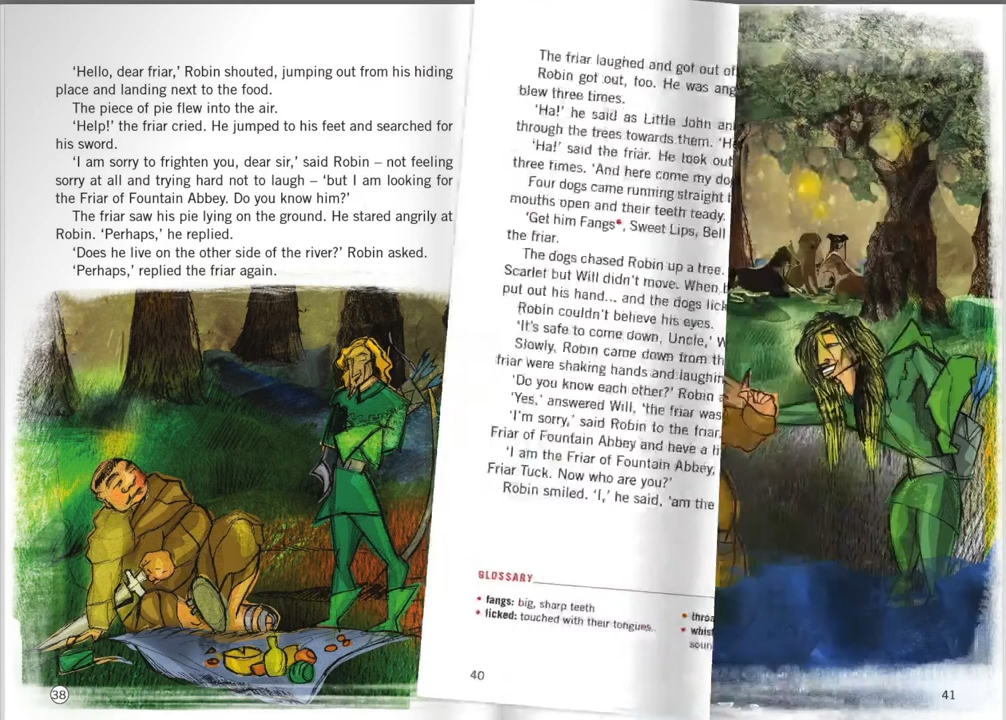 ‘Hello, dear friar,’ Robin shouted, jumping out from his hiding
place and landing next to the food.
The piece of pie flew into the air.
‘Help!’ the friar cried. He jumped to his feet and searched for
his sword.
‘I am sorry to frighten you, dear sir,’ said Robin – not feeling
sorry at all and trying hard not to laugh – ‘but I am looking for
the Friar of Fountain Abbey. Do you know him?’
The friar saw his pie lying on the ground. He stared angrily at
Robin. ‘Perhaps,’ he replied.
‘Does he live on the other side of the river?’ Robin asked.
‘Perhaps,’ replied the friar again.
38
The friar laughed and got out of
Robin got out, too. He was
blew three times.
‘Ha!’ he said as Little John
through the trees towards them.
‘Ha!’ said the friar. He took out
three times. ‘And here come my
Four dogs came running straight
mouths open and their teeth ready.
‘Get him Fangs*, Sweet Lips, Bell
the friar.
The dogs chased Robin up a tree.
Scarlet but Will didn’t move. When
put out his hand... and the dogs
Robin couldn’t believe his eyes.
‘It’s safe to come down, Uncle,’
Slowly, Robin came down from
friar were shaking hands and
‘Do you know each other?’ Robin
‘Yes,’ answered Will, ‘the friar was
‘I’m sorry,’ said Robin to the friar.
Friar of Fountain Abbey and have a
‘I am the Friar of Fountain Abbey,
Friar Tuck. Now who are you?’
Robin smiled. ‘I,’ he said, ‘am the
GLOSSARY
• fangs: big, sharp teeth
• licked: touched with their tongues
40
41